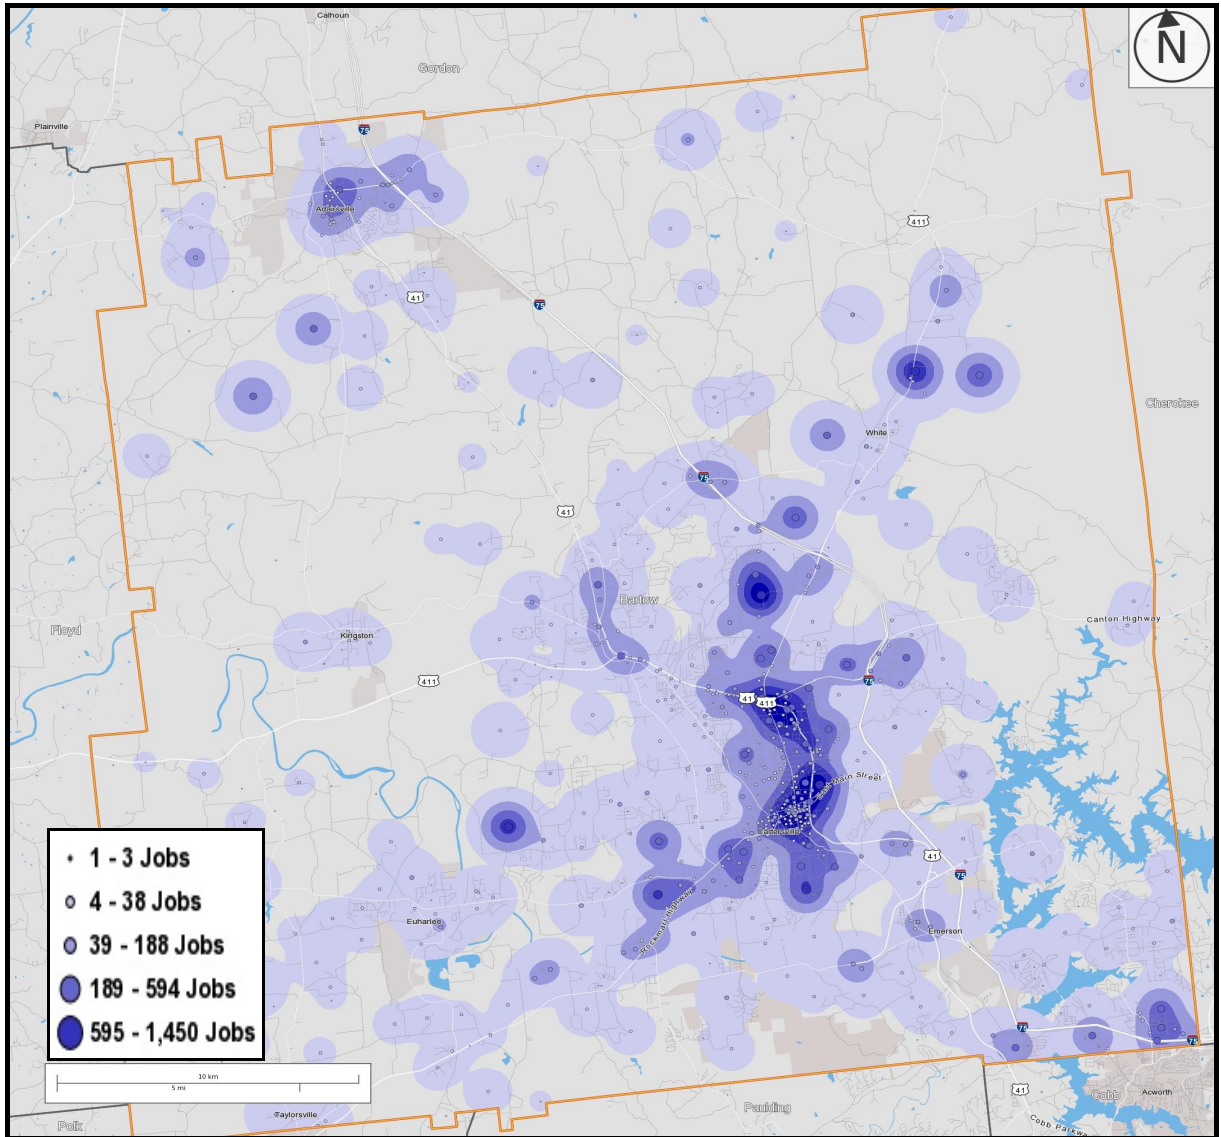 Calhoun
N
Gordon
Plainville
75
Adairsville
411
41
75
Cherokee
White
75
41
Bartow
Floyd
Kingston
Canton Highway
411
75
41
411
East Main Street
Cartersville
41
75
1 - 3 Jobs
4 - 38 Jobs
39 - 188 Jobs
189 - 594 Jobs
595 - 1,450 Jobs
Euharlee
Rockmart Highway
Emerson
75
75
10 km
5 mi
41
Cobb
Acworth
Taylorsville
Paulding
Polk
Cobb Parkway